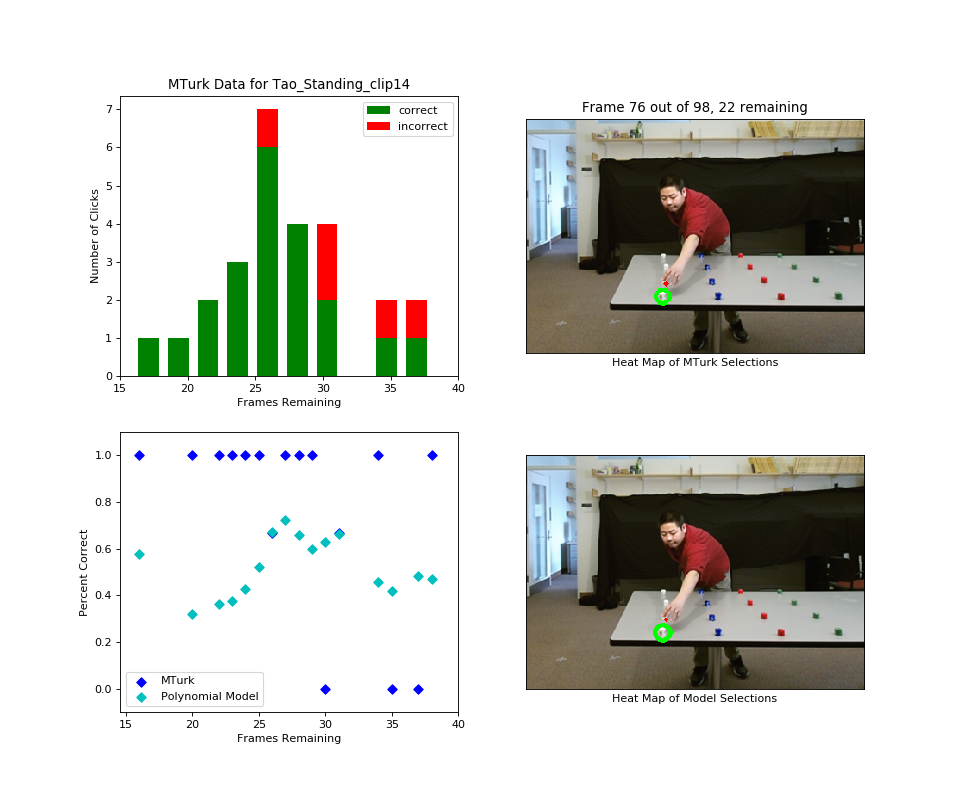 MTurk Data for Tao_Standing_clip14
Number of Clicks
7
6
5
4
3
2
1
0
correct
incorrect
15 20 25 30 35 40
Frames Remaining
Frame 76 out of 98, 22 remaining
Heat Map of MTurk Selections
Percent Correct
1.0
0.8
0.6
0.4
0.2
0.0
MTurk
Polynomial Model
15 20 25 30 35 40
Frames Remaining
Heat Map of Model Selections